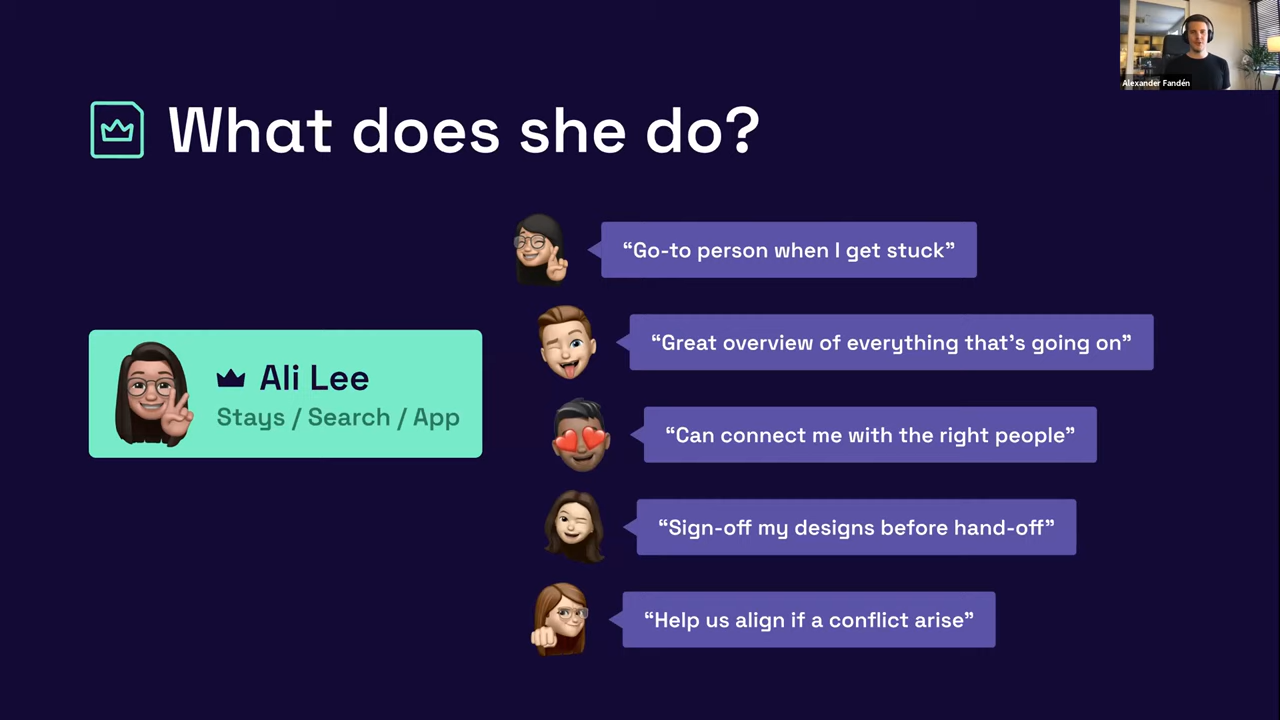 Alexander Fandén
What does she do?
“Go-to person when I get stuck”
“Great overview of everything that’s going on”
Ali Lee
Stays / Search / App
“Can connect me with the right people”
“Sign-off my designs before hand-off”
“Help us align if a conflict arise”